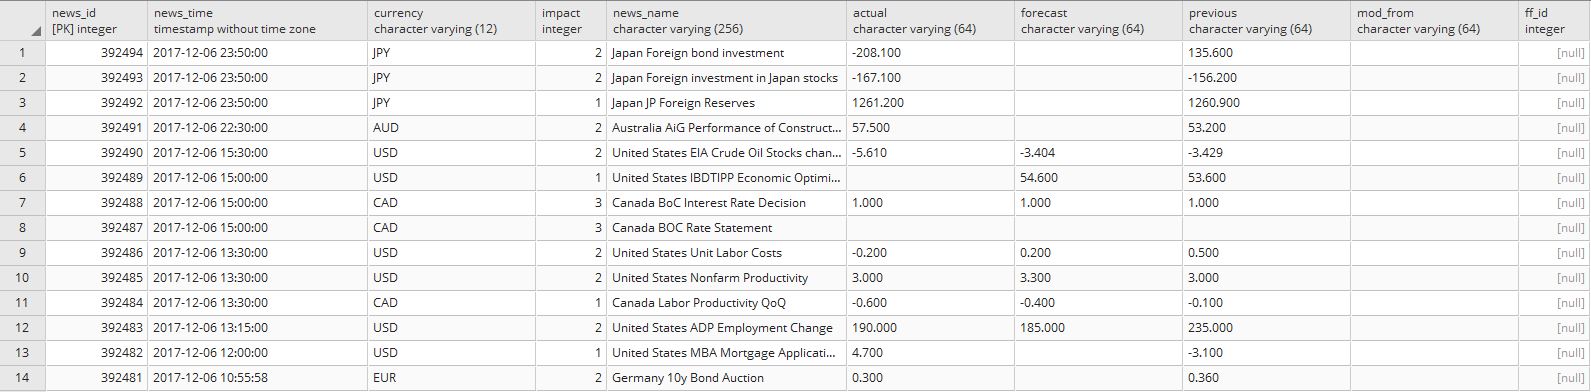 news_id news_time currency impact news_name actual forecast previous mod_from ff_id
[PK] integer timestamp without time zone character varying (12) integer character varying (256) character varying (64) character varying (64) character varying (64) character varying (64) integer
1 392494 2017-12-06 23:50:00 JPY 2 Japan Foreign bond investment -208.100 135.600 [null]
2 392493 2017-12-06 23:50:00 JPY 2 Japan Foreign investment in Japan stocks -167.100 -156.200 [null]
3 392492 2017-12-06 23:50:00 JPY 1 Japan JP Foreign Reserves 1261.200 1260.900 [null]
4 392491 2017-12-06 22:30:00 AUD 2 Australia AiG Performance of Construct... 57.500 53.200 [null]
5 392490 2017-12-06 15:30:00 USD 2 United States EIA Crude Oil Stocks chan... -5.610 -3.404 -3.429 [null]
6 392489 2017-12-06 15:00:00 USD 1 United States IBDTIPP Economic Optimi... 54.600 53.600 [null]
7 392488 2017-12-06 15:00:00 CAD 3 Canada BoC Interest Rate Decision 1.000 1.000 1.000 [null]
8 392487 2017-12-06 15:00:00 CAD 3 Canada BOC Rate Statement [null]
9 392486 2017-12-06 13:30:00 USD 2 United States Unit Labor Costs -0.200 0.200 0.500 [null]
10 392485 2017-12-06 13:30:00 USD 2 United States Nonfarm Productivity 3.000 3.300 3.000 [null]
11 392484 2017-12-06 13:30:00 CAD 1 Canada Labor Productivity QoQ -0.600 -0.400 -0.100 [null]
12 392483 2017-12-06 13:15:00 USD 2 United States ADP Employment Change 190.000 185.000 235.000 [null]
13 392482 2017-12-06 12:00:00 USD 1 United States MBA Mortgage Applicati... 4.700 -3.100 [null]
14 392481 2017-12-06 10:55:58 EUR 2 Germany 10y Bond Auction 0.300 0.360 [null]